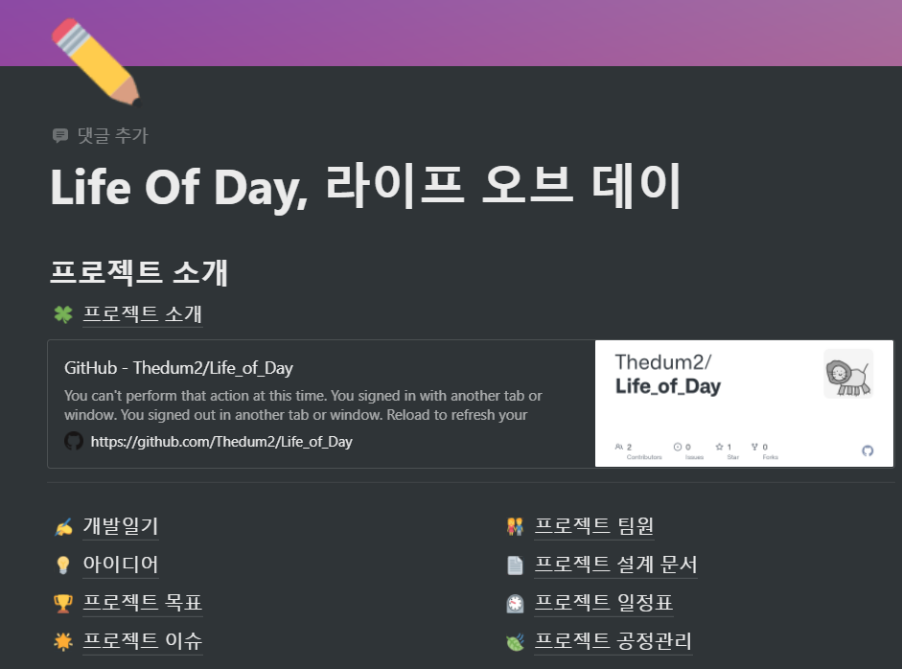 댓글 추가
Life Of Day, 라이프 오브 데이
프로젝트 소개
프로젝트 소개
GitHub - Thedum2/Life_of_Day
You can't perform that action at this time. You signed in with another tab or
window. You signed out in another tab or window. Reload to refresh your
https://github.com/Thedum2/Life_of_Day
Thedum2/
Life_of_Day
2
Contributors
0
Issues
1
Star
0
Forks
개발일기
프로젝트 팀원
아이디어
프로젝트 설계 문서
프로젝트 목표
프로젝트 일정표
프로젝트 이슈
프로젝트 공정관리